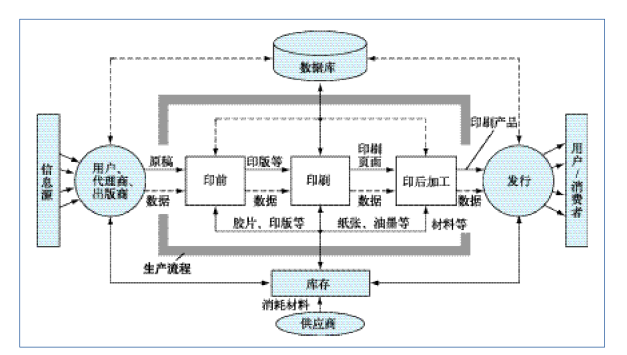 数据库
印刷产品
信息源
用户、
代理商、
出版商
原稿
数据
印前
印版等
数据
印刷
印刷
页面
数据
印后加工
数据
发行
用户/消费者
胶片、印版等
纸张、油墨等
材料等
生产流程
库存
消耗材料
供应商